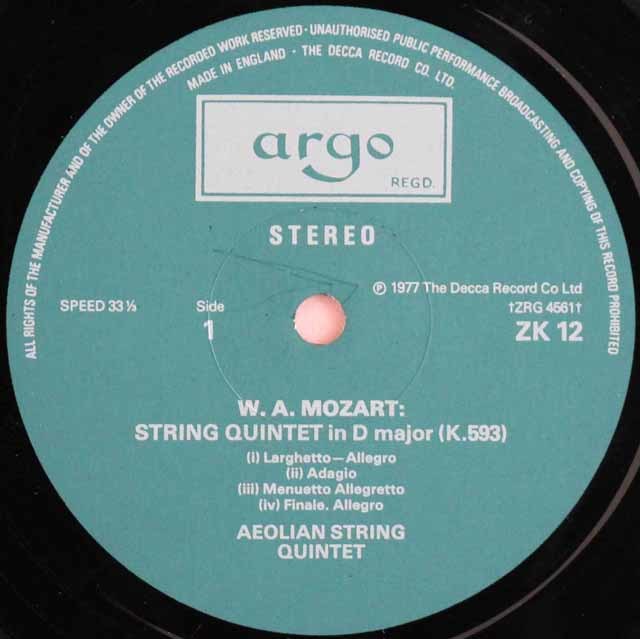 ALL RIGHTS OF THE MANUFACTURER AND OF THE OWNER OF THE RECORDED WORK RESERVED · UNAUTHORISED PUBLIC PERFORMANCE BROADCASTING AND COPYING OF THIS RECORD PROHIBITED
MADE IN ENGLAND · THE DECCA RECORD CO. LTD.
argo
REGD.
STEREO
℗ 1977 The Decca Record Co Ltd
SPEED 33⅓ Side †ZRG 4561†
1 ZK 12
W. A. MOZART:
STRING QUINTET in D major (K.593)
(i) Larghetto—Allegro
(ii) Adagio
(iii) Menuetto Allegretto
(iv) Finale. Allegro
AEOLIAN STRING
QUINTET